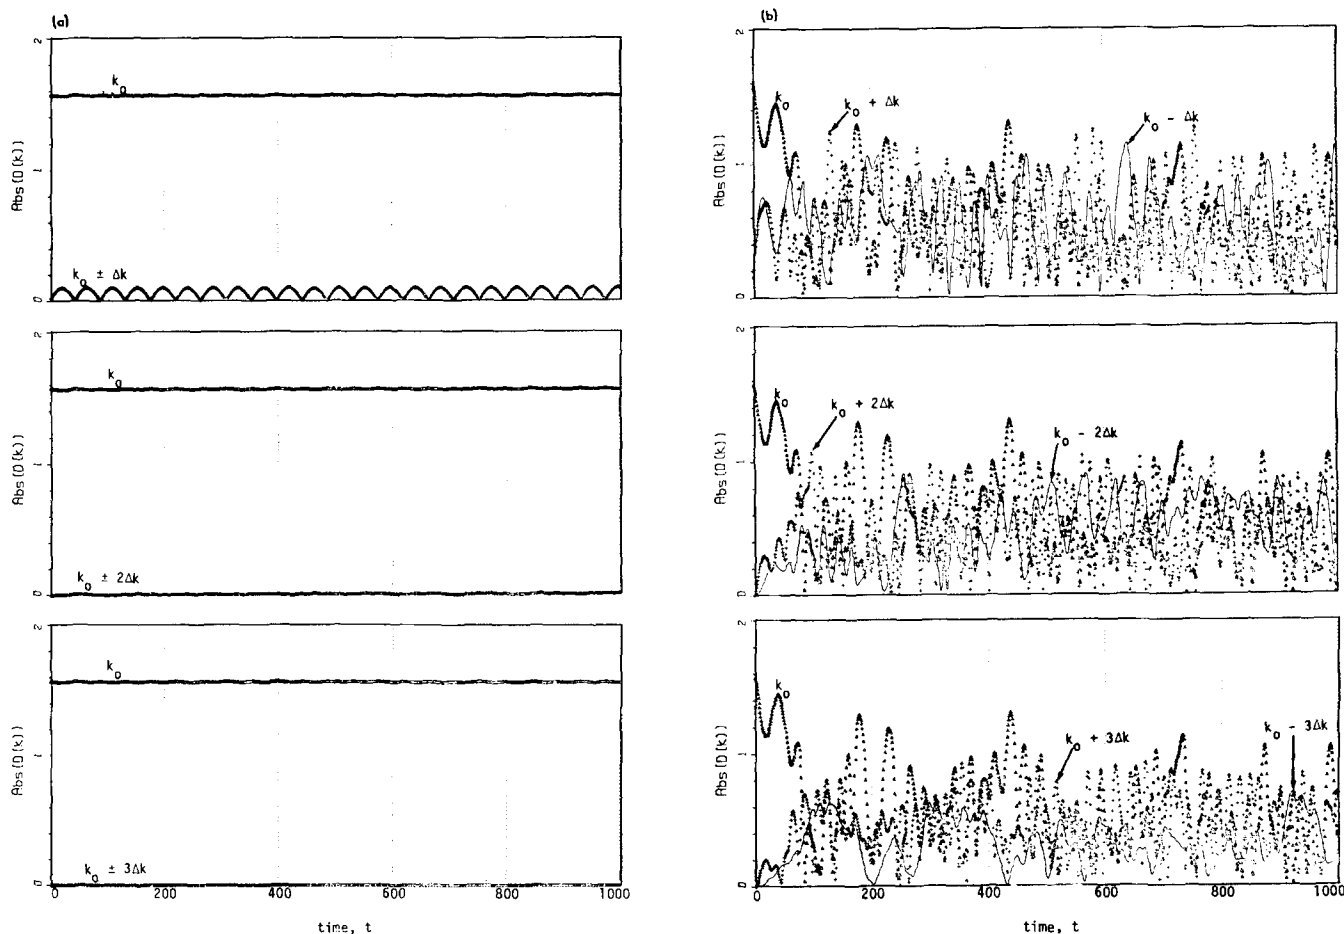 (a)
2
1
0
Abs(D(k))
k₀
k₀ ± Δk
2
1
0
Abs(D(k))
k₀
k₀ ± 2Δk
2
1
0
Abs(D(k))
k₀
k₀ ± 3Δk
0 200 400 600 800 1000
time, t
(b)
2
1
0
Abs(D(k))
k₀
k₀ + Δk
k₀ - Δk
2
1
0
Abs(D(k))
k₀
k₀ + 2Δk
k₀ - 2Δk
2
1
0
Abs(D(k))
k₀
k₀ + 3Δk
k₀ - 3Δk
0 200 400 600 800 1000
time, t